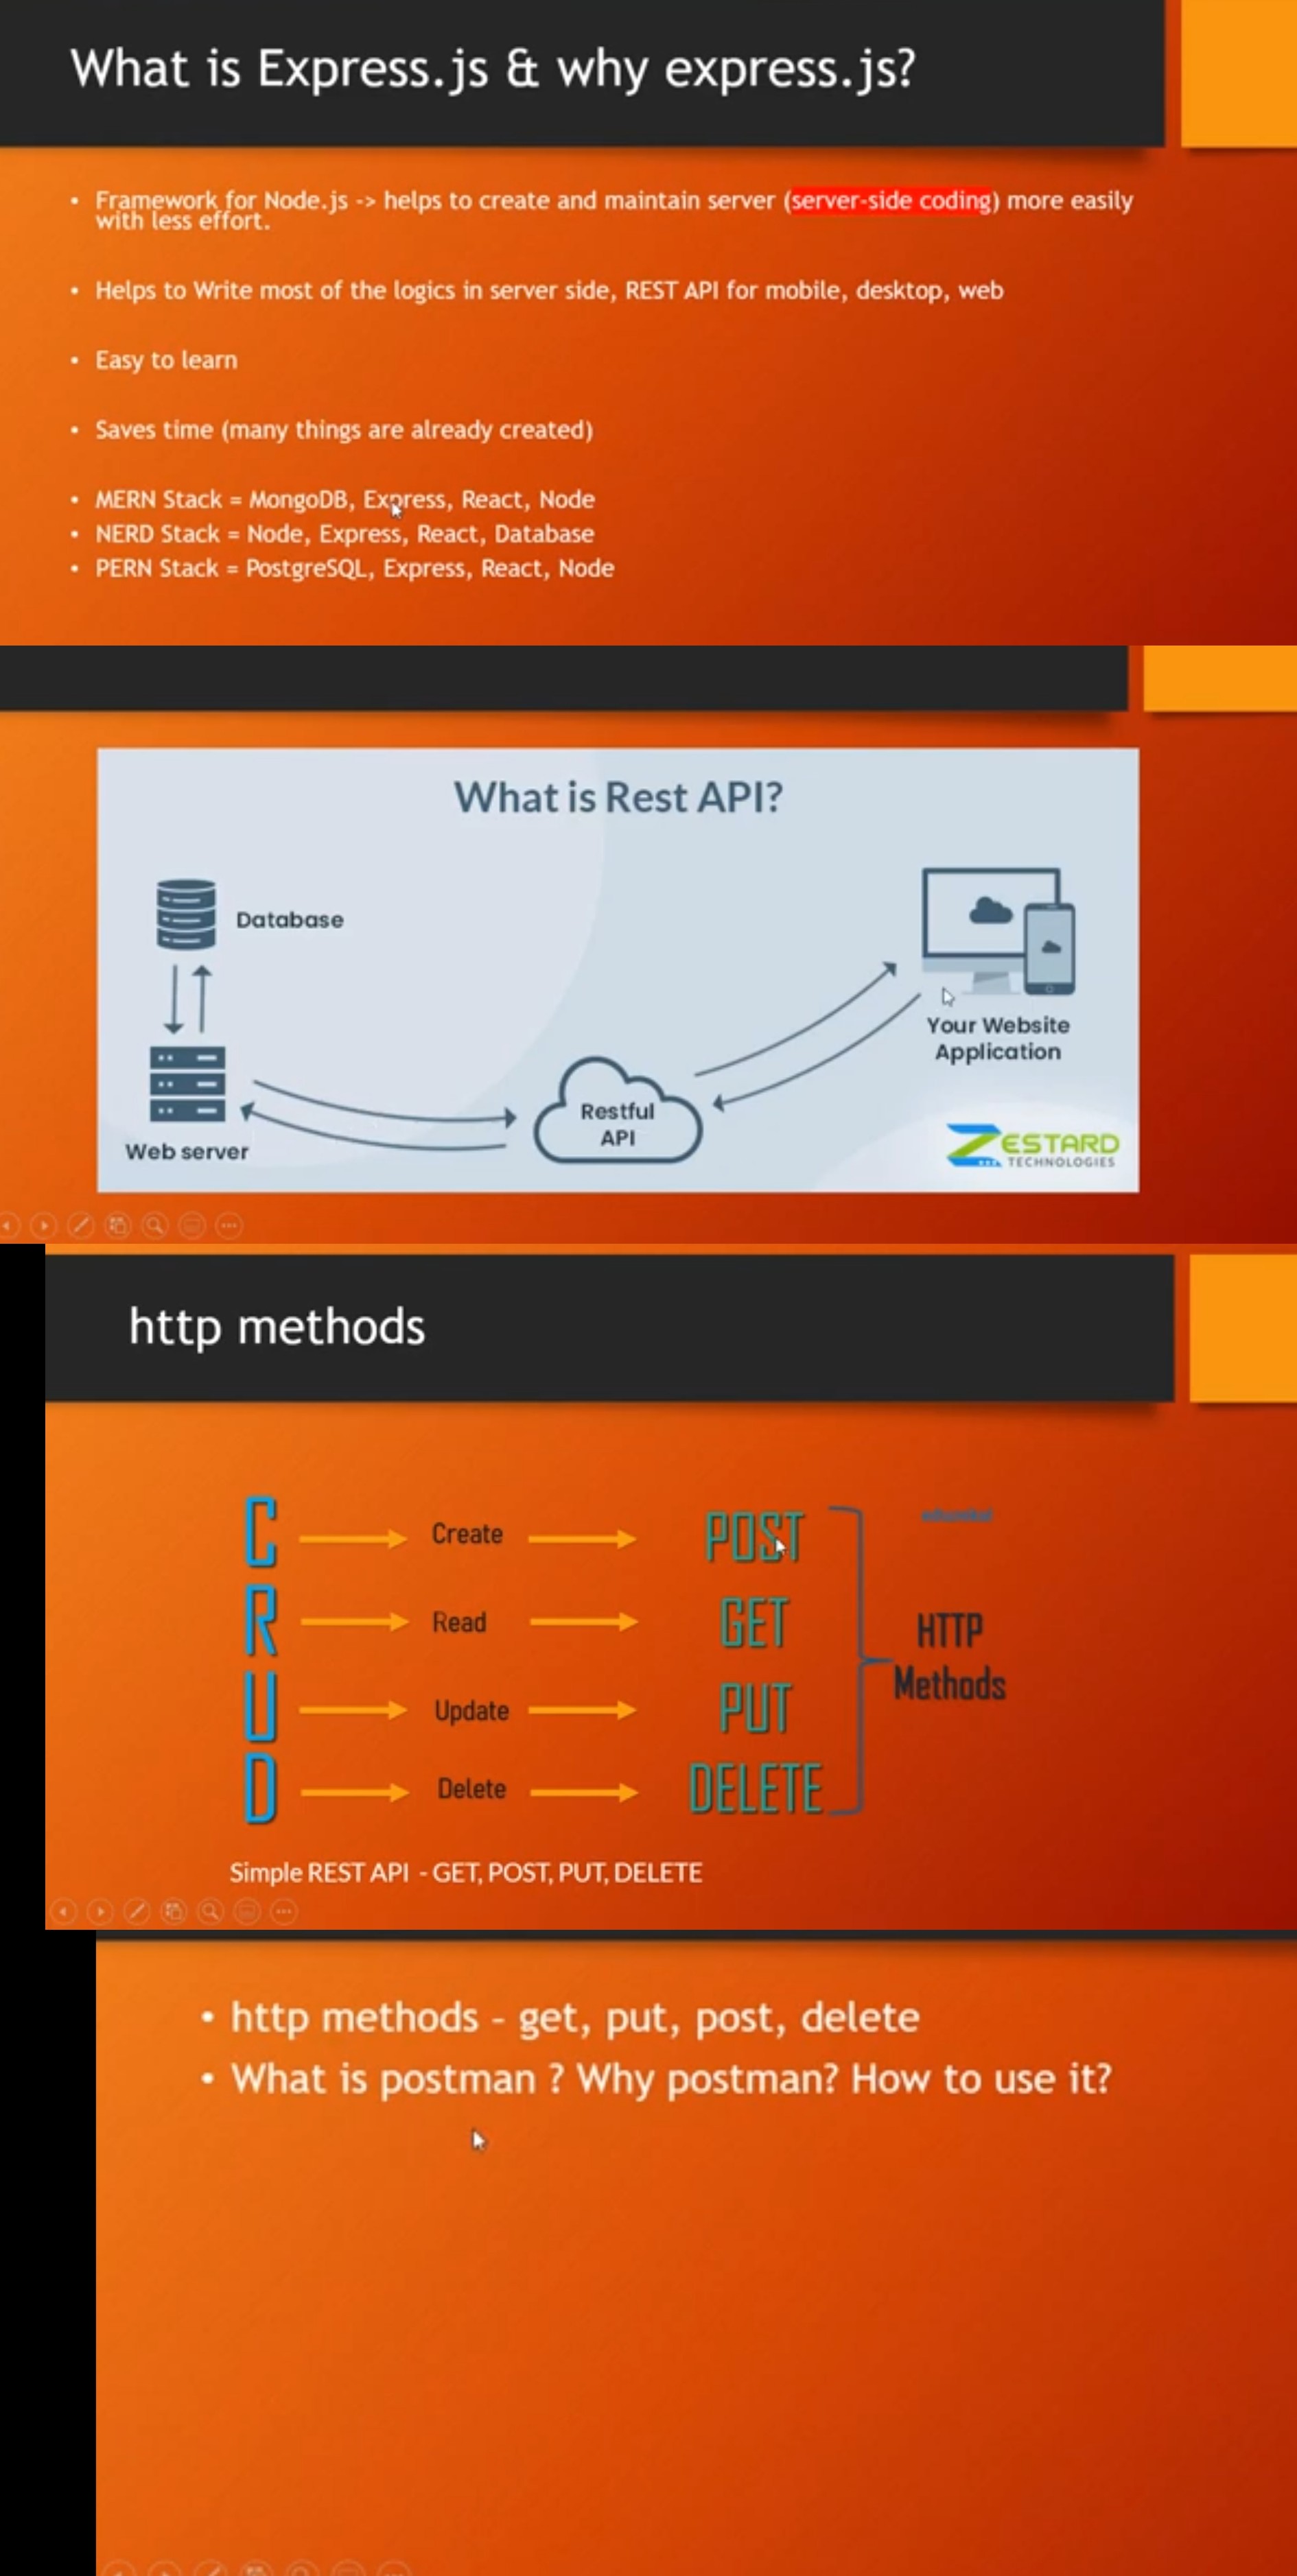 What is Express.js & why express.js?
• Framework for Node.js -> helps to create and maintain server (server-side coding) more easily
with less effort.
• Helps to Write most of the logics in server side, REST API for mobile, desktop, web
• Easy to learn
• Saves time (many things are already created)
• MERN Stack = MongoDB, Express, React, Node
• NERD Stack = Node, Express, React, Database
• PERN Stack = PostgreSQL, Express, React, Node
What is Rest API?
Database
Your Website
Application
Restful
API
Web server
ZESTARD
TECHNOLOGIES
http methods
C Create POST
R Read GET
U Update PUT
D Delete DELETE
HTTP
Methods
Simple REST API - GET, POST, PUT, DELETE
• http methods – get, put, post, delete
• What is postman ? Why postman? How to use it?